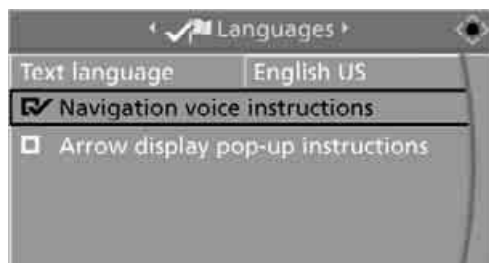 Languages
Text language English US
Navigation voice instructions
Arrow display pop-up instructions